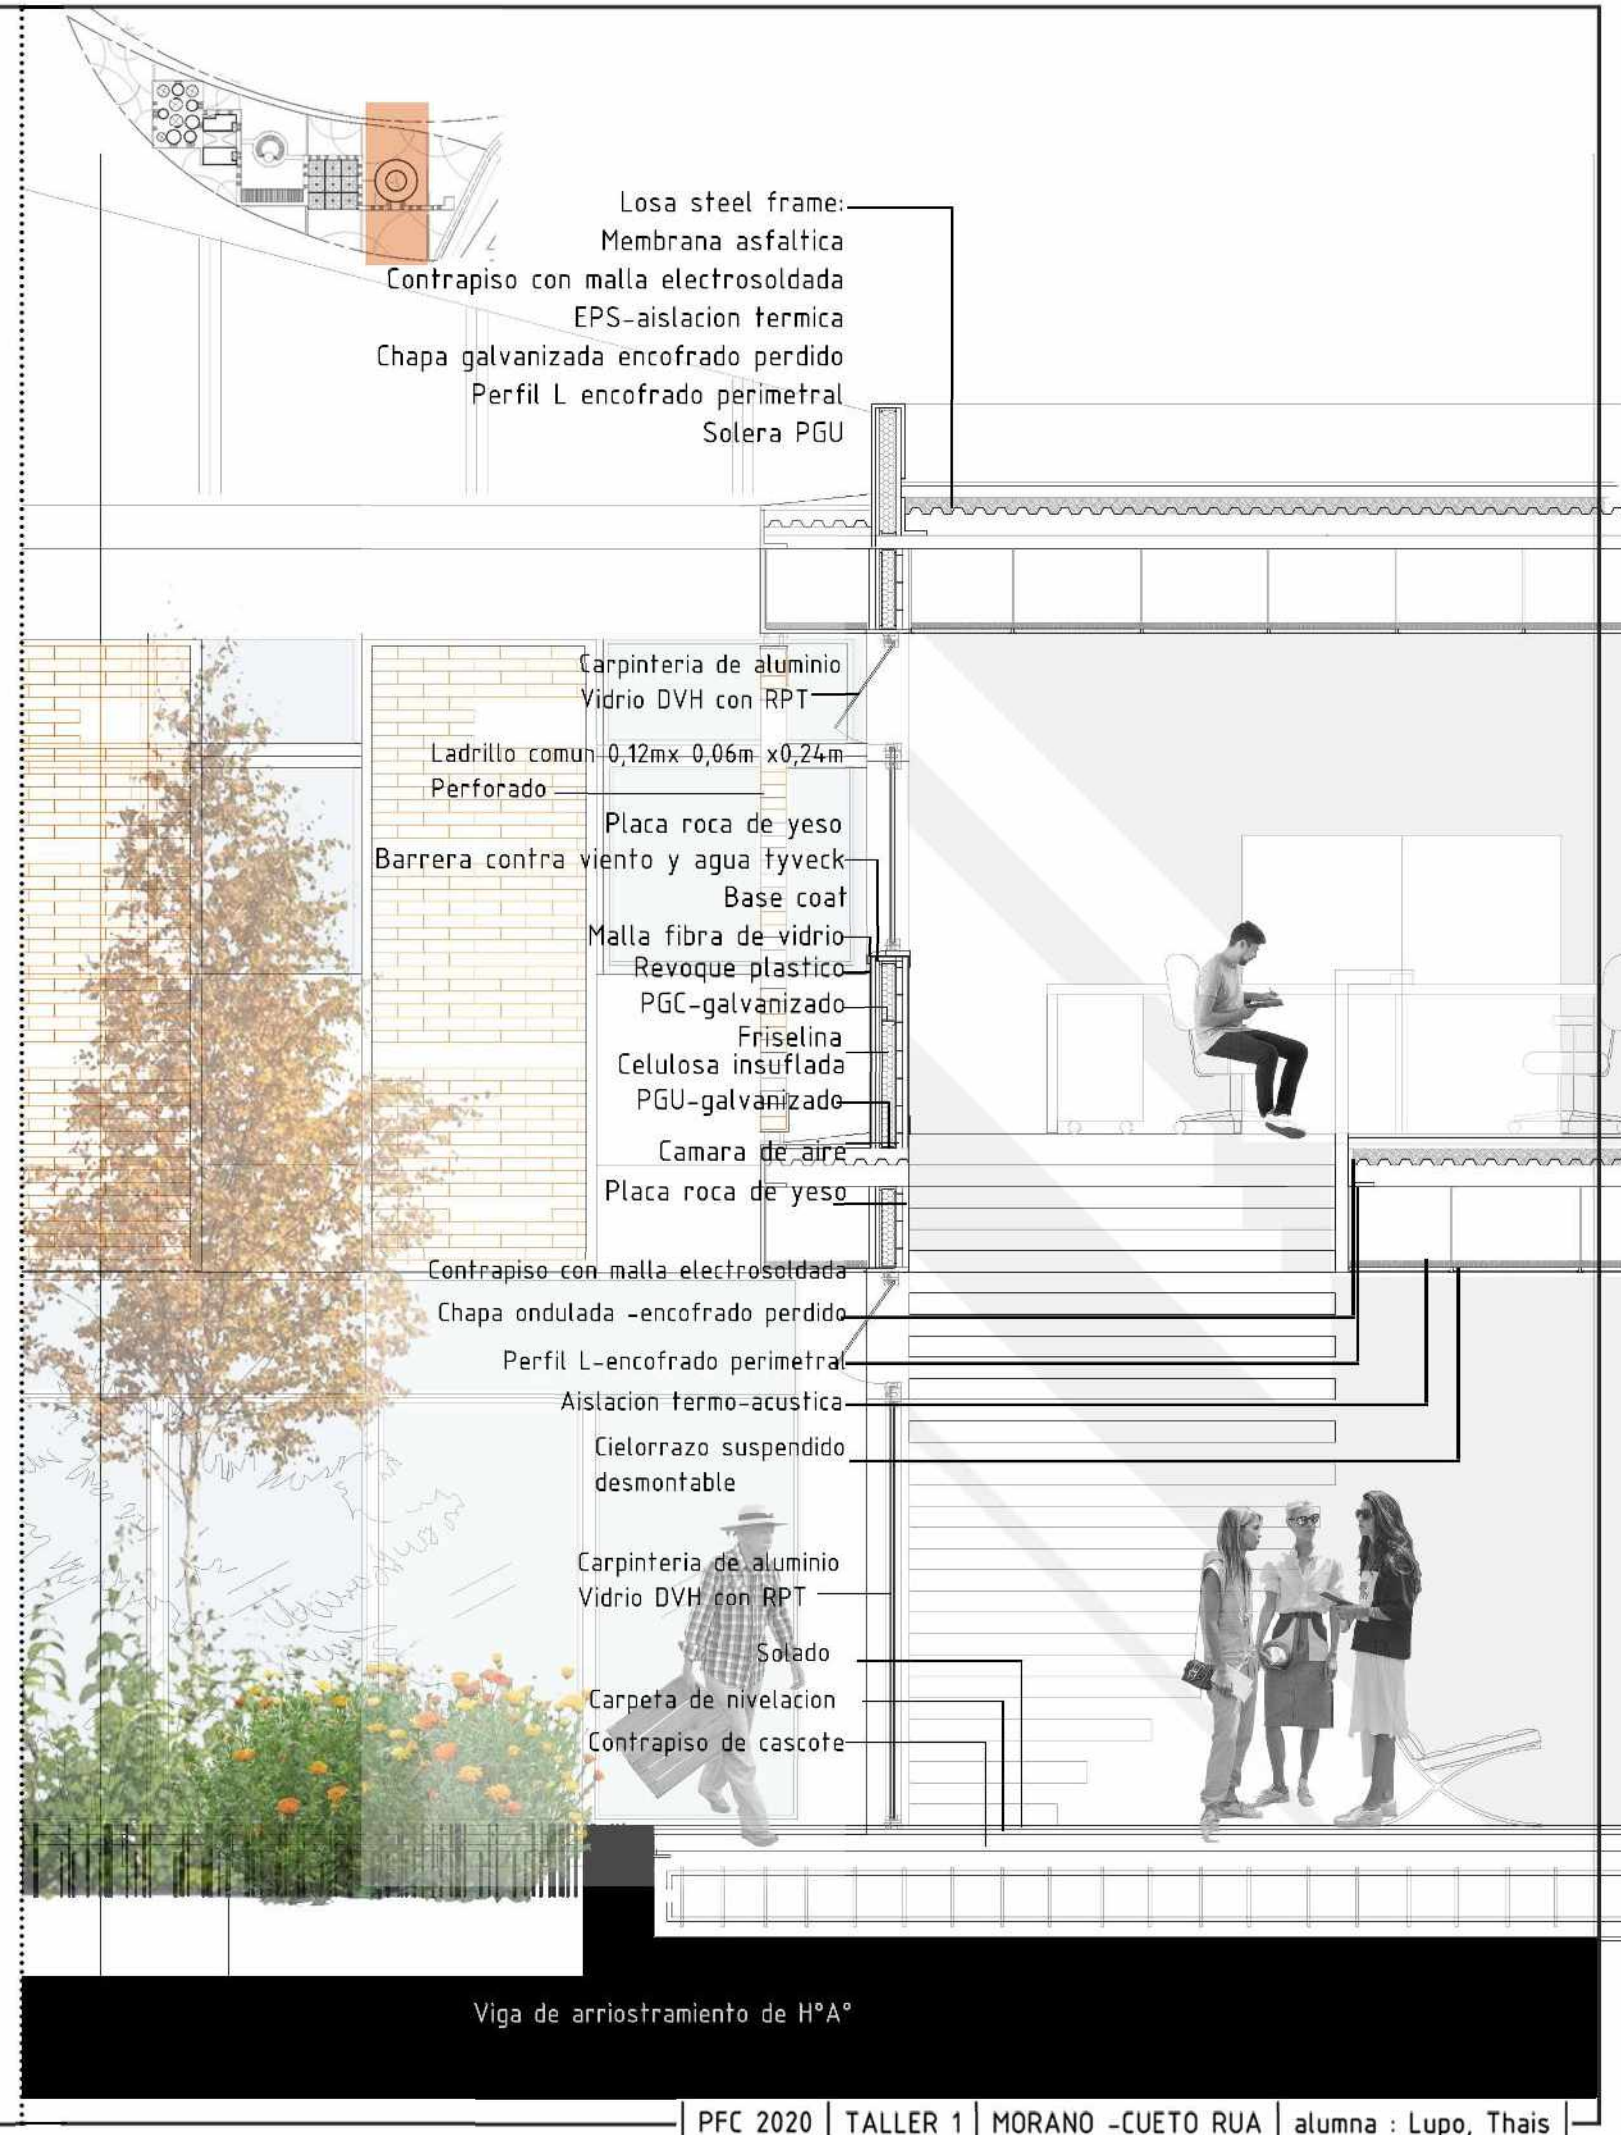 Losa steel frame:
Membrana asfaltica
Contrapiso con malla electrosoldada
EPS-aislacion termica
Chapa galvanizada encofrado perdido
Perfil L encofrado perimetral
Solera PGU
Carpinteria de aluminio
Vidrio DVH con RPT
Ladrillo comun 0,12mx 0,06m x0,24m
Perforado
Placa roca de yeso
Barrera contra viento y agua tyveck
Base coat
Malla fibra de vidrio
Revoque plastico
PGC-galvanizado
Friselina
Celulosa insuflada
PGU-galvanizado
Camara de aire
Placa roca de yeso
Contrapiso con malla electrosoldada
Chapa ondulada -encofrado perdido
Perfil L-encofrado perimetral
Aislacion termo-acustica
Cielorrazo suspendido
desmontable
Carpinteria de aluminio
Vidrio DVH con RPT
Solado
Carpeta de nivelacion
Contrapiso de cascote
Viga de arriostramiento de H°A°
PFC 2020 | TALLER 1 | MORANO -CUETO RUA | alumna : Lupo, Thais